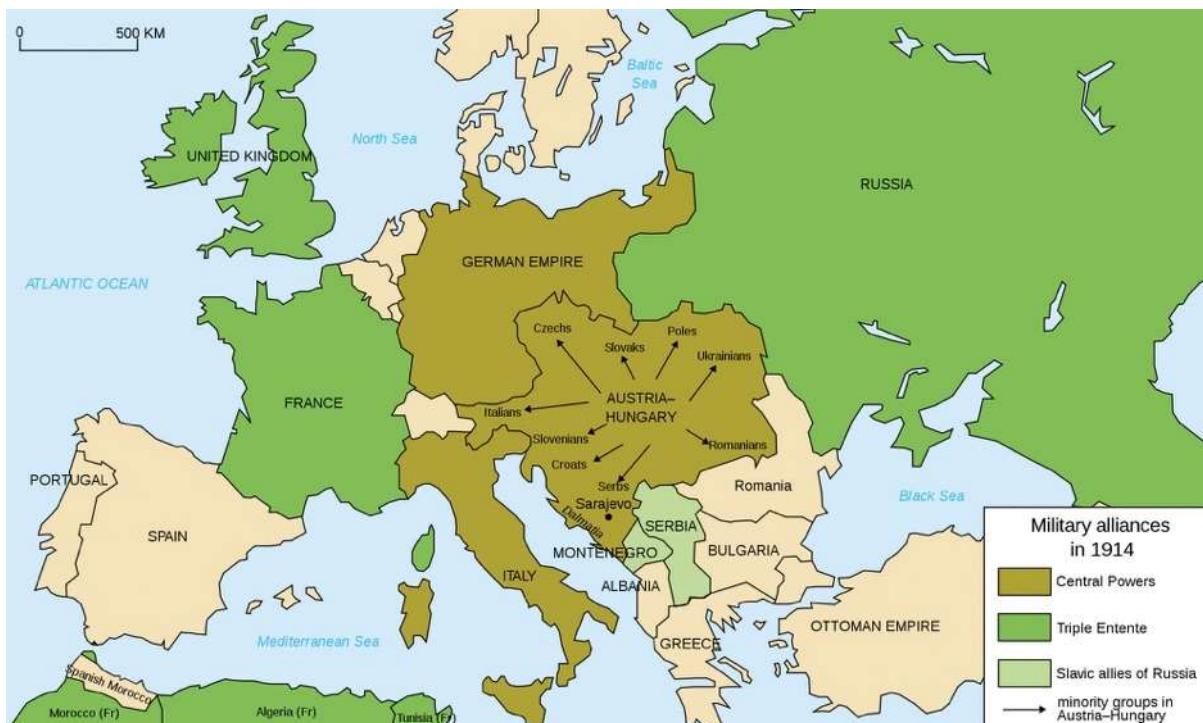 0 500 KM
Baltic
Sea
North Sea
UNITED KINGDOM
RUSSIA
ATLANTIC OCEAN
GERMAN EMPIRE
Czechs
Poles
Slovaks
Ukrainians
FRANCE
AUSTRIA–
HUNGARY
Italians
Slovenians
Romanians
Croats
PORTUGAL
Serbs
Romania
Sarajevo
Black Sea
Dalmatia
SERBIA
SPAIN
MONTENEGRO
BULGARIA
ITALY
ALBANIA
OTTOMAN EMPIRE
Mediterranean Sea
GREECE
Spanish Morocco
Morocco (Fr)
Algeria (Fr)
Tunisia (Fr)
Military alliances
in 1914
Central Powers
Triple Entente
Slavic allies of Russia
minority groups in
Austria–Hungary